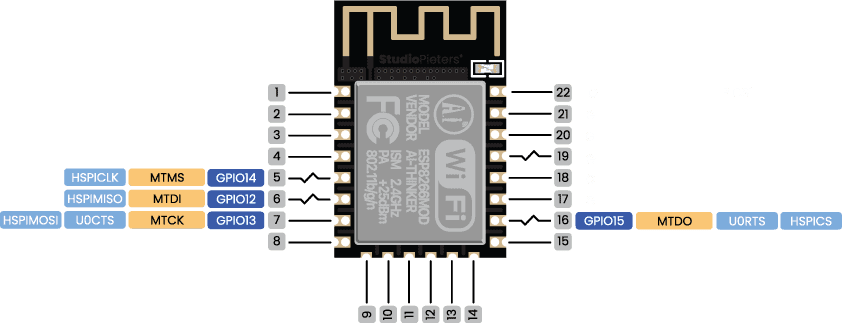 StudioPieters®
1 22
2 21
3 20
4 19
HSPICLK MTMS GPIO14 5 18
HSPIMISO MTDI GPIO12 6 17
HSPIMOSI U0CTS MTCK GPIO13 7 16 GPIO15 MTDO U0RTS HSPICS
8 15
MODEL ESP8266MOD
VENDOR AI-THINKER
ISM 2.4GHz
PA +25dBm
802.11b/g/n
FC
Ai
Wi Fi
9 10 11 12 13 14